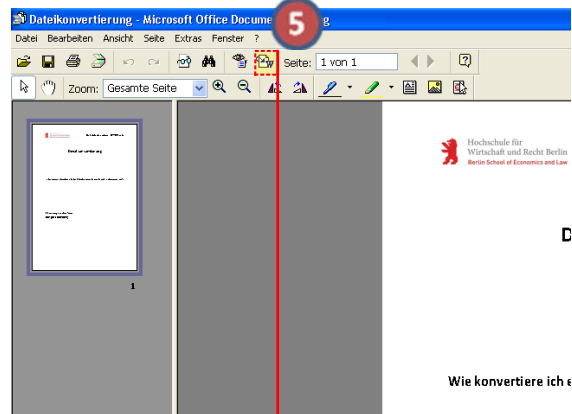 Dateikonvertierung - Microsoft Office Docume
5
g
Datei Bearbeiten Ansicht Seite Extras Fenster ?
Seite: 1 von 1
Zoom: Gesamte Seite
1
Hochschule für
Wirtschaft und Recht Berlin
Berlin School of Economics and Law
D
Wie konvertiere ich e